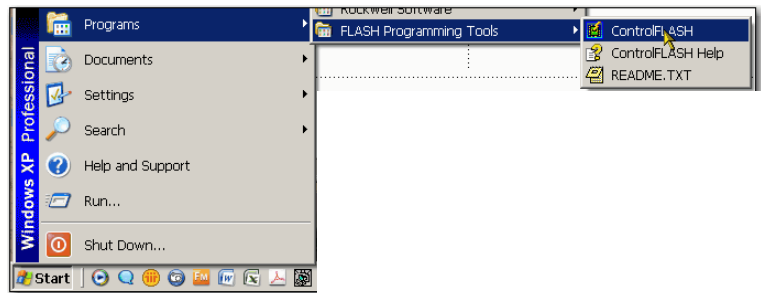 Programs
Documents
Settings
Search
Help and Support
Run...
Shut Down...
Windows XP Professional
Start
Rockwell Software
FLASH Programming Tools
ControlFLASH
ControlFLASH Help
README.TXT